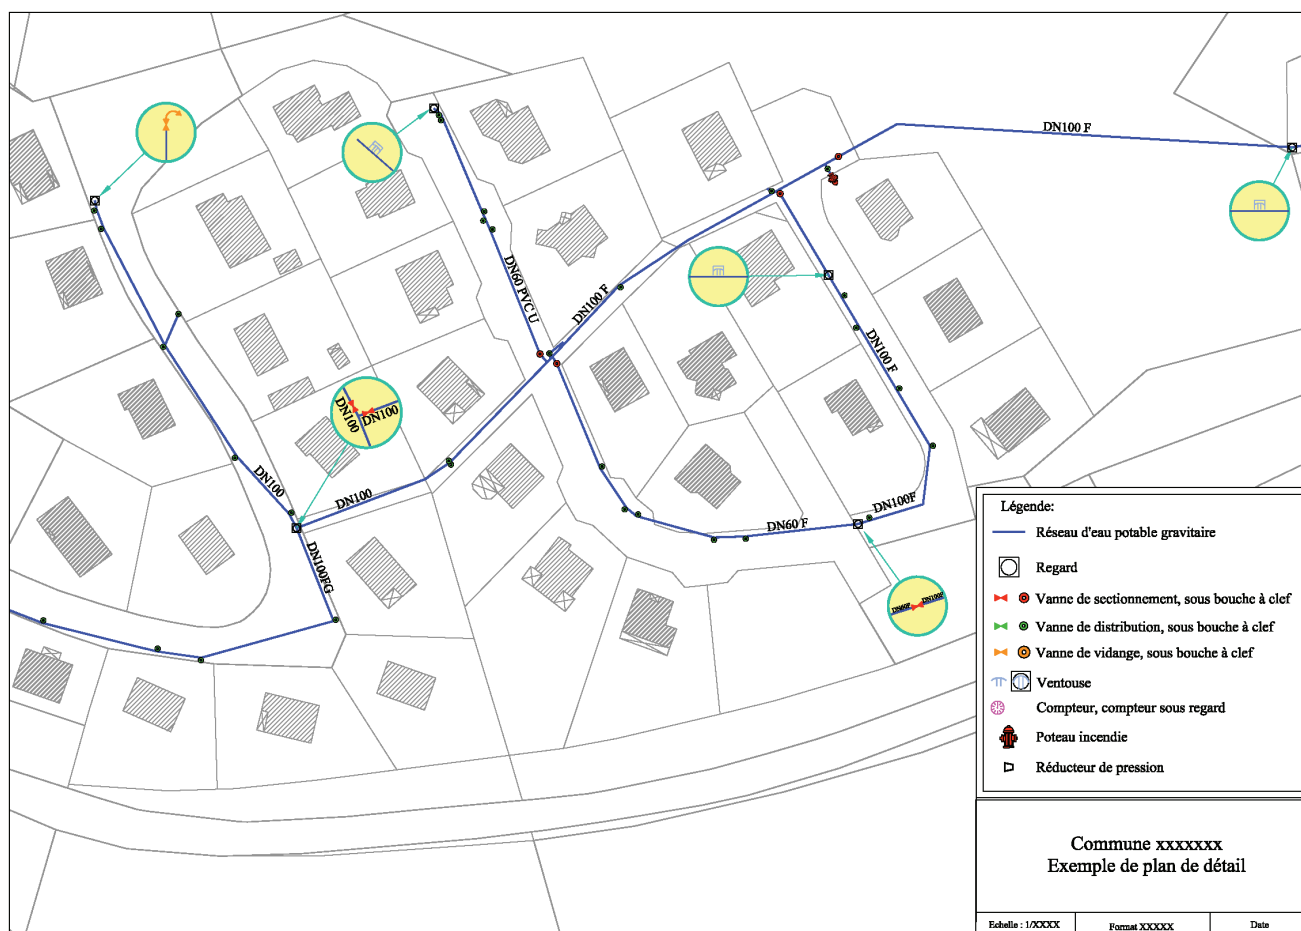 DN100 F
DN60 PVC U
DN100 F
DN100 F
DN100
DN100
DN100
DN100
DN100FG
DN60 F
DN100F
DN60F
DN100F
Légende:
Réseau d'eau potable gravitaire
Regard
Vanne de sectionnement, sous bouche à clef
Vanne de distribution, sous bouche à clef
Vanne de vidange, sous bouche à clef
Ventouse
Compteur, compteur sous regard
Poteau incendie
Réducteur de pression
Commune xxxxxxx
Exemple de plan de détail
Echelle : 1/XXXX
Format XXXXX
Date